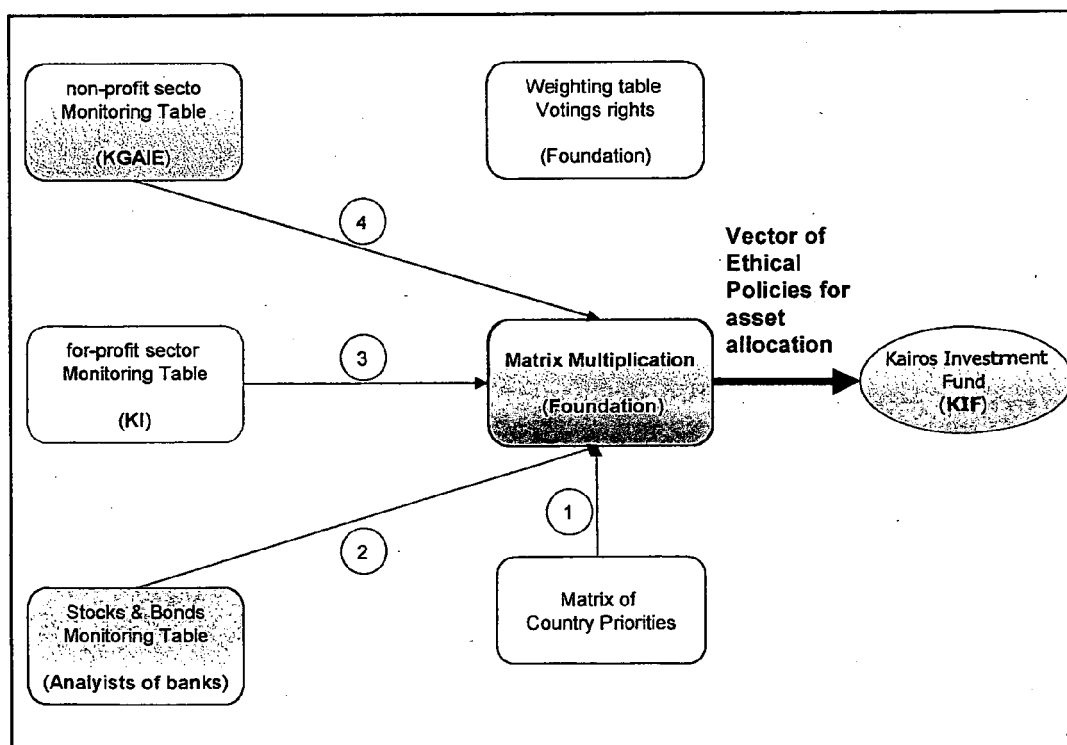 non-profit secto
Monitoring Table
(KGAIE)
Weighting table
Votings rights
(Foundation)
4
Vector of
Ethical
Policies for
asset
allocation
for-profit sector
Monitoring Table
(KI)
3
Matrix Multiplication
(Foundation)
Kairos Investment
Fund
(KIF)
2
1
Stocks & Bonds
Monitoring Table
(Analyists of banks)
Matrix of
Country Priorities